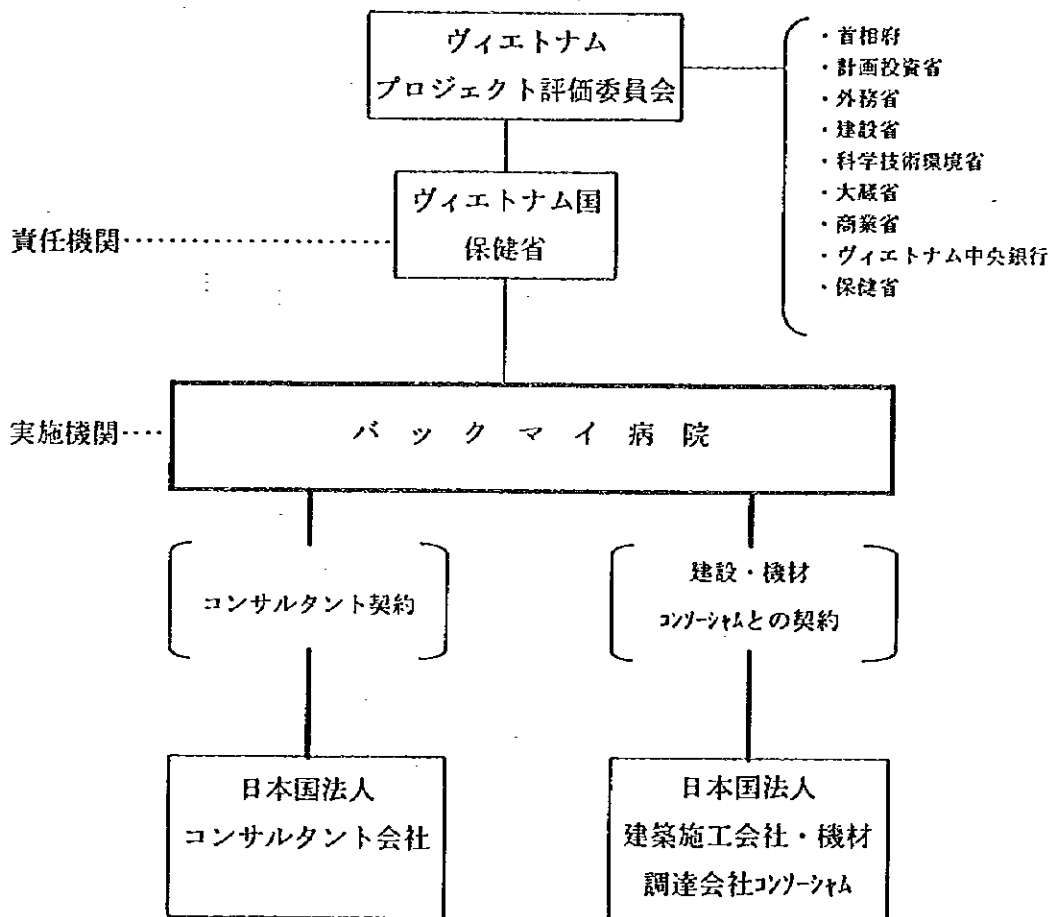 ヴィエトナム
プロジェクト評価委員会
・首相府
・計画投資省
・外務省
・建設省
・科学技術環境省
・大蔵省
・商業省
・ヴィエトナム中央銀行
・保健省
責任機関
ヴィエトナム国
保健省
実施機関
バックマイ病院
コンサルタント契約
建設・機材
コンソーシャムとの契約
日本国法人
コンサルタント会社
日本国法人
建築施工会社・機材
調達会社コンソーシャム